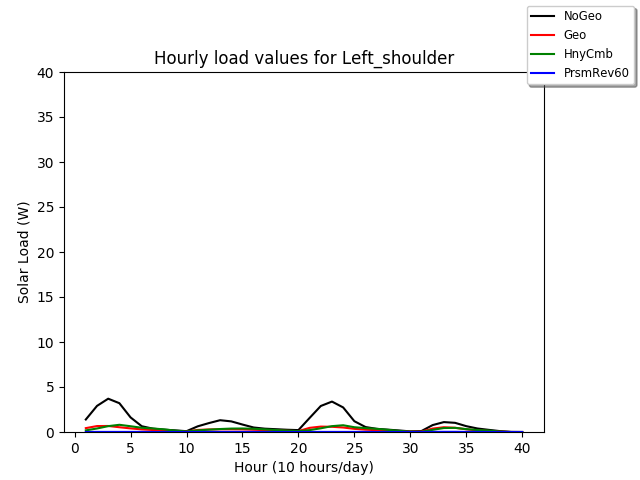 NoGeo
Geo
HnyCmb
PrsmRev60
Hourly load values for Left_shoulder
40
35
30
25
20
15
10
5
0
Solar Load (W)
0 5 10 15 20 25 30 35 40
Hour (10 hours/day)